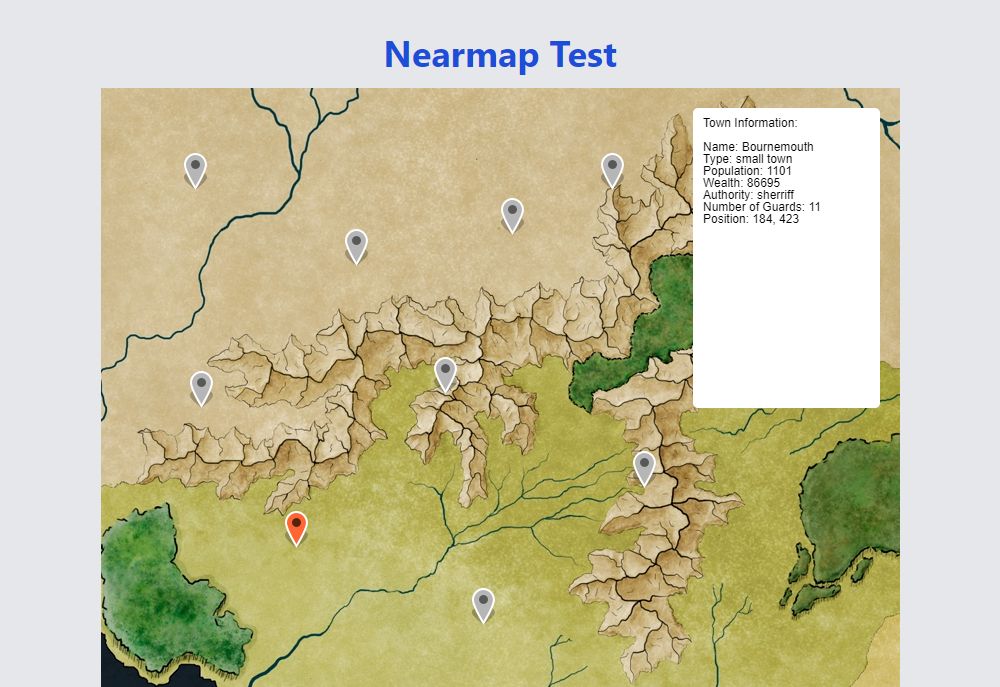 Nearmap Test
Town Information:
Name: Bournemouth
Type: small town
Population: 1101
Wealth: 86695
Authority: sherriff
Number of Guards: 11
Position: 184, 423